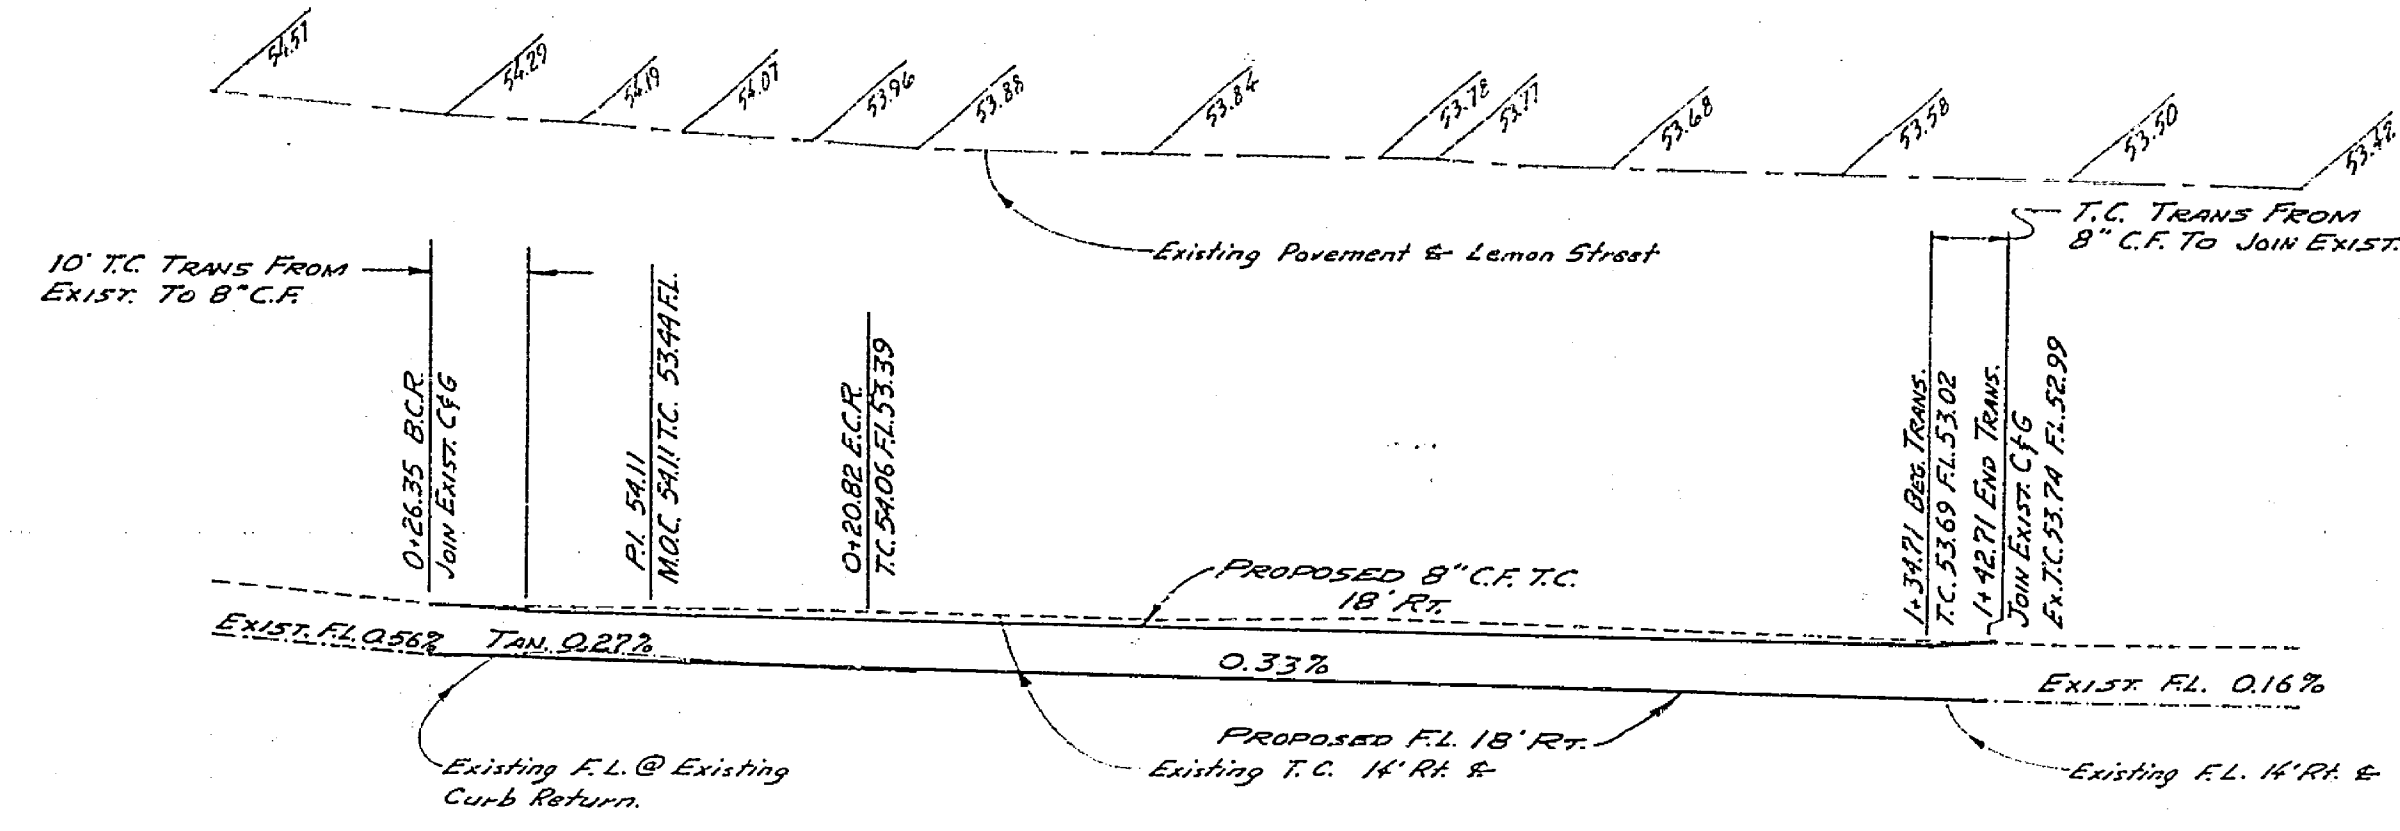 54.57
54.29
54.19
54.07
53.96
53.88
53.84
53.78
53.77
53.68
53.58
53.50
53.42
T.C. TRANS FROM
8" C.F. TO JOIN EXIST.
Existing Pavement ℄ Lemon Street
10' T.C. TRANS FROM
EXIST. TO 8" C.F.
0+26.35 B.C.R.
JOIN EXIST. C&G
P.I. 54.11
M.O.C. 54.11 T.C. 53.44 F.L.
0+20.82 E.C.R.
T.C. 54.06 F.L. 53.39
1+34.71 BEG. TRANS.
T.C. 53.69 F.L. 53.02
1+42.71 END TRANS.
JOIN EXIST. C&G
EX. T.C. 53.74 F.L. 52.99
PROPOSED 8" C.F. T.C.
18' RT.
EXIST. F.L. 0.56% TAN. 0.27%
0.33%
EXIST. F.L. 0.16%
PROPOSED F.L. 18' RT.
Existing F.L. @ Existing
Curb Return.
Existing T.C. 14' Rt. ℄
Existing F.L. 14' Rt. ℄